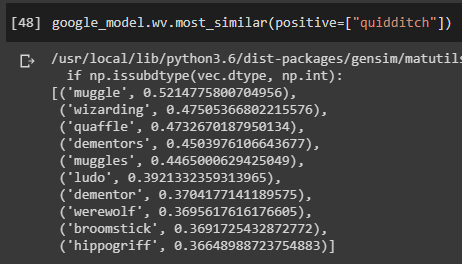 [48] google_model.wv.most_similar(positive=["quidditch"])
/usr/local/lib/python3.6/dist-packages/gensim/matutils
if np.issubdtype(vec.dtype, np.int):
[('muggle', 0.5214775800704956),
('wizarding', 0.47505366802215576),
('quaffle', 0.4732670187950134),
('dementors', 0.4503976106643677),
('muggles', 0.4465000629425049),
('ludo', 0.3921332359313965),
('dementor', 0.3704177141189575),
('werewolf', 0.3695617616176605),
('broomstick', 0.3691725432872772),
('hippogriff', 0.36648988723754883)]